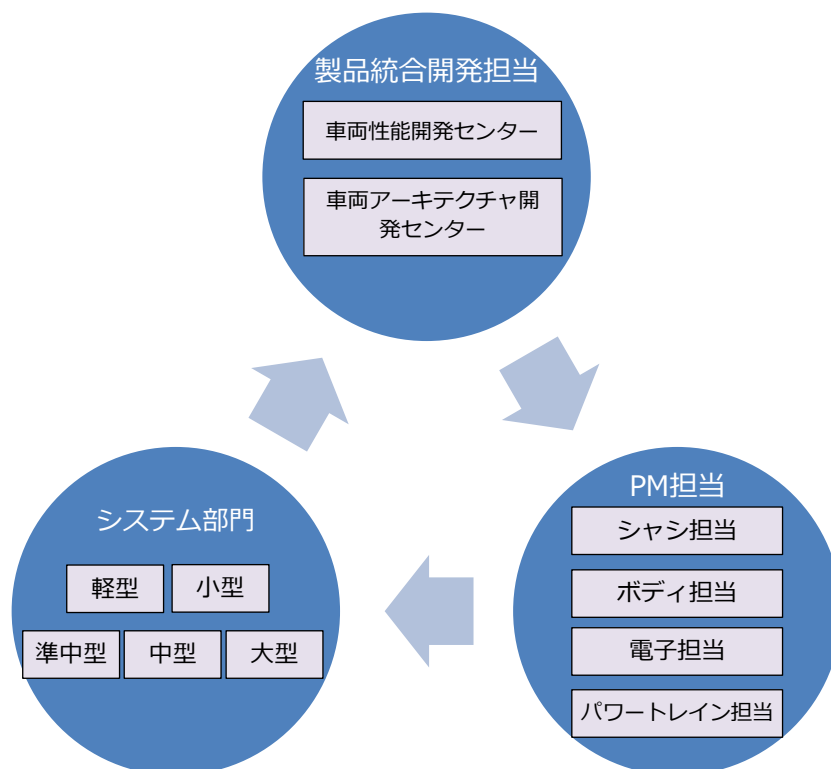 製品統合開発担当
車両性能開発センター
車両アーキテクチャ開
発センター
PM担当
シャシ担当
ボディ担当
電子担当
パワートレイン担当
システム部門
軽型
小型
準中型
中型
大型